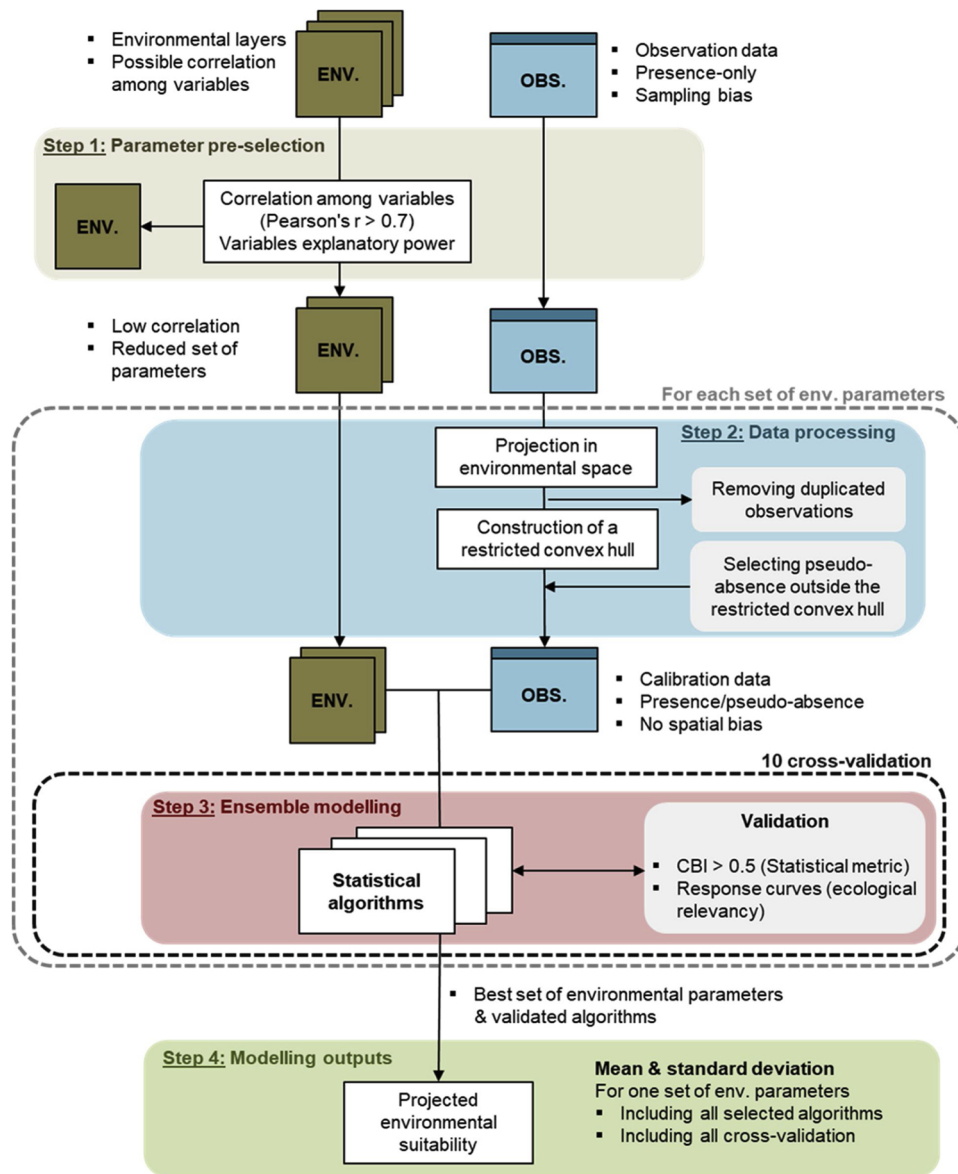 ▪ Environmental layers
▪ Possible correlation
among variables
ENV.
OBS.
▪ Observation data
▪ Presence-only
▪ Sampling bias
Step 1: Parameter pre-selection
ENV.
Correlation among variables
(Pearson's r > 0.7)
Variables explanatory power
▪ Low correlation
▪ Reduced set of
parameters
ENV.
OBS.
For each set of env. parameters
Step 2: Data processing
Projection in
environmental space
Removing duplicated
observations
Construction of a
restricted convex hull
Selecting pseudo-
absence outside the
restricted convex hull
ENV.
OBS.
▪ Calibration data
▪ Presence/pseudo-absence
▪ No spatial bias
10 cross-validation
Step 3: Ensemble modelling
Statistical
algorithms
Validation
▪ CBI > 0.5 (Statistical metric)
▪ Response curves (ecological
relevancy)
▪ Best set of environmental parameters
& validated algorithms
Step 4: Modelling outputs
Projected
environmental
suitability
Mean & standard deviation
For one set of env. parameters
▪ Including all selected algorithms
▪ Including all cross-validation